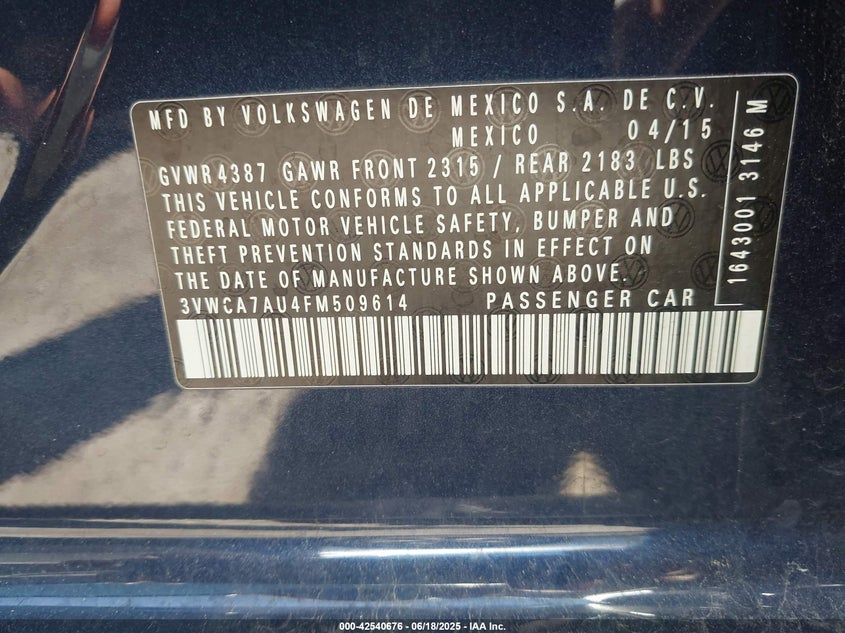 MFD BY VOLKSWAGEN DE MEXICO S.A. DE C.V.
MEXICO 04/15
GVWR 4387 GAWR FRONT 2315 / REAR 2183 LBS
THIS VEHICLE CONFORMS TO ALL APPLICABLE U.S.
FEDERAL MOTOR VEHICLE SAFETY, BUMPER AND
THEFT PREVENTION STANDARDS IN EFFECT ON
THE DATE OF MANUFACTURE SHOWN ABOVE.
3VWCA7AU4FM509614 PASSENGER CAR
1643001 3146 M
000-42540676 - 06/18/2025 - IAA Inc.